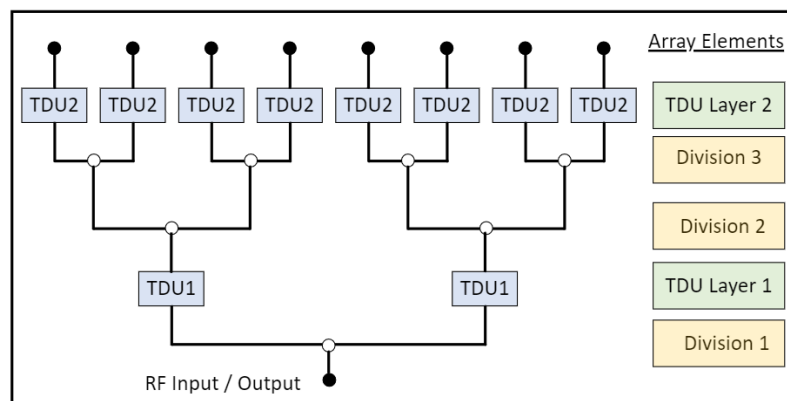 Array Elements
TDU2 TDU2 TDU2 TDU2 TDU2 TDU2 TDU2 TDU2
TDU Layer 2
Division 3
Division 2
TDU1 TDU1
TDU Layer 1
Division 1
RF Input / Output